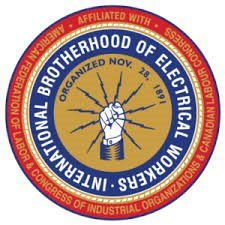 AFFILIATED WITH · AMERICAN FEDERATION OF LABOR & CONGRESS OF INDUSTRIAL ORGANIZATIONS & CANADIAN LABOUR CONGRESS ·
INTERNATIONAL BROTHERHOOD OF ELECTRICAL WORKERS ·
ORGANIZED NOV. 28, 1891